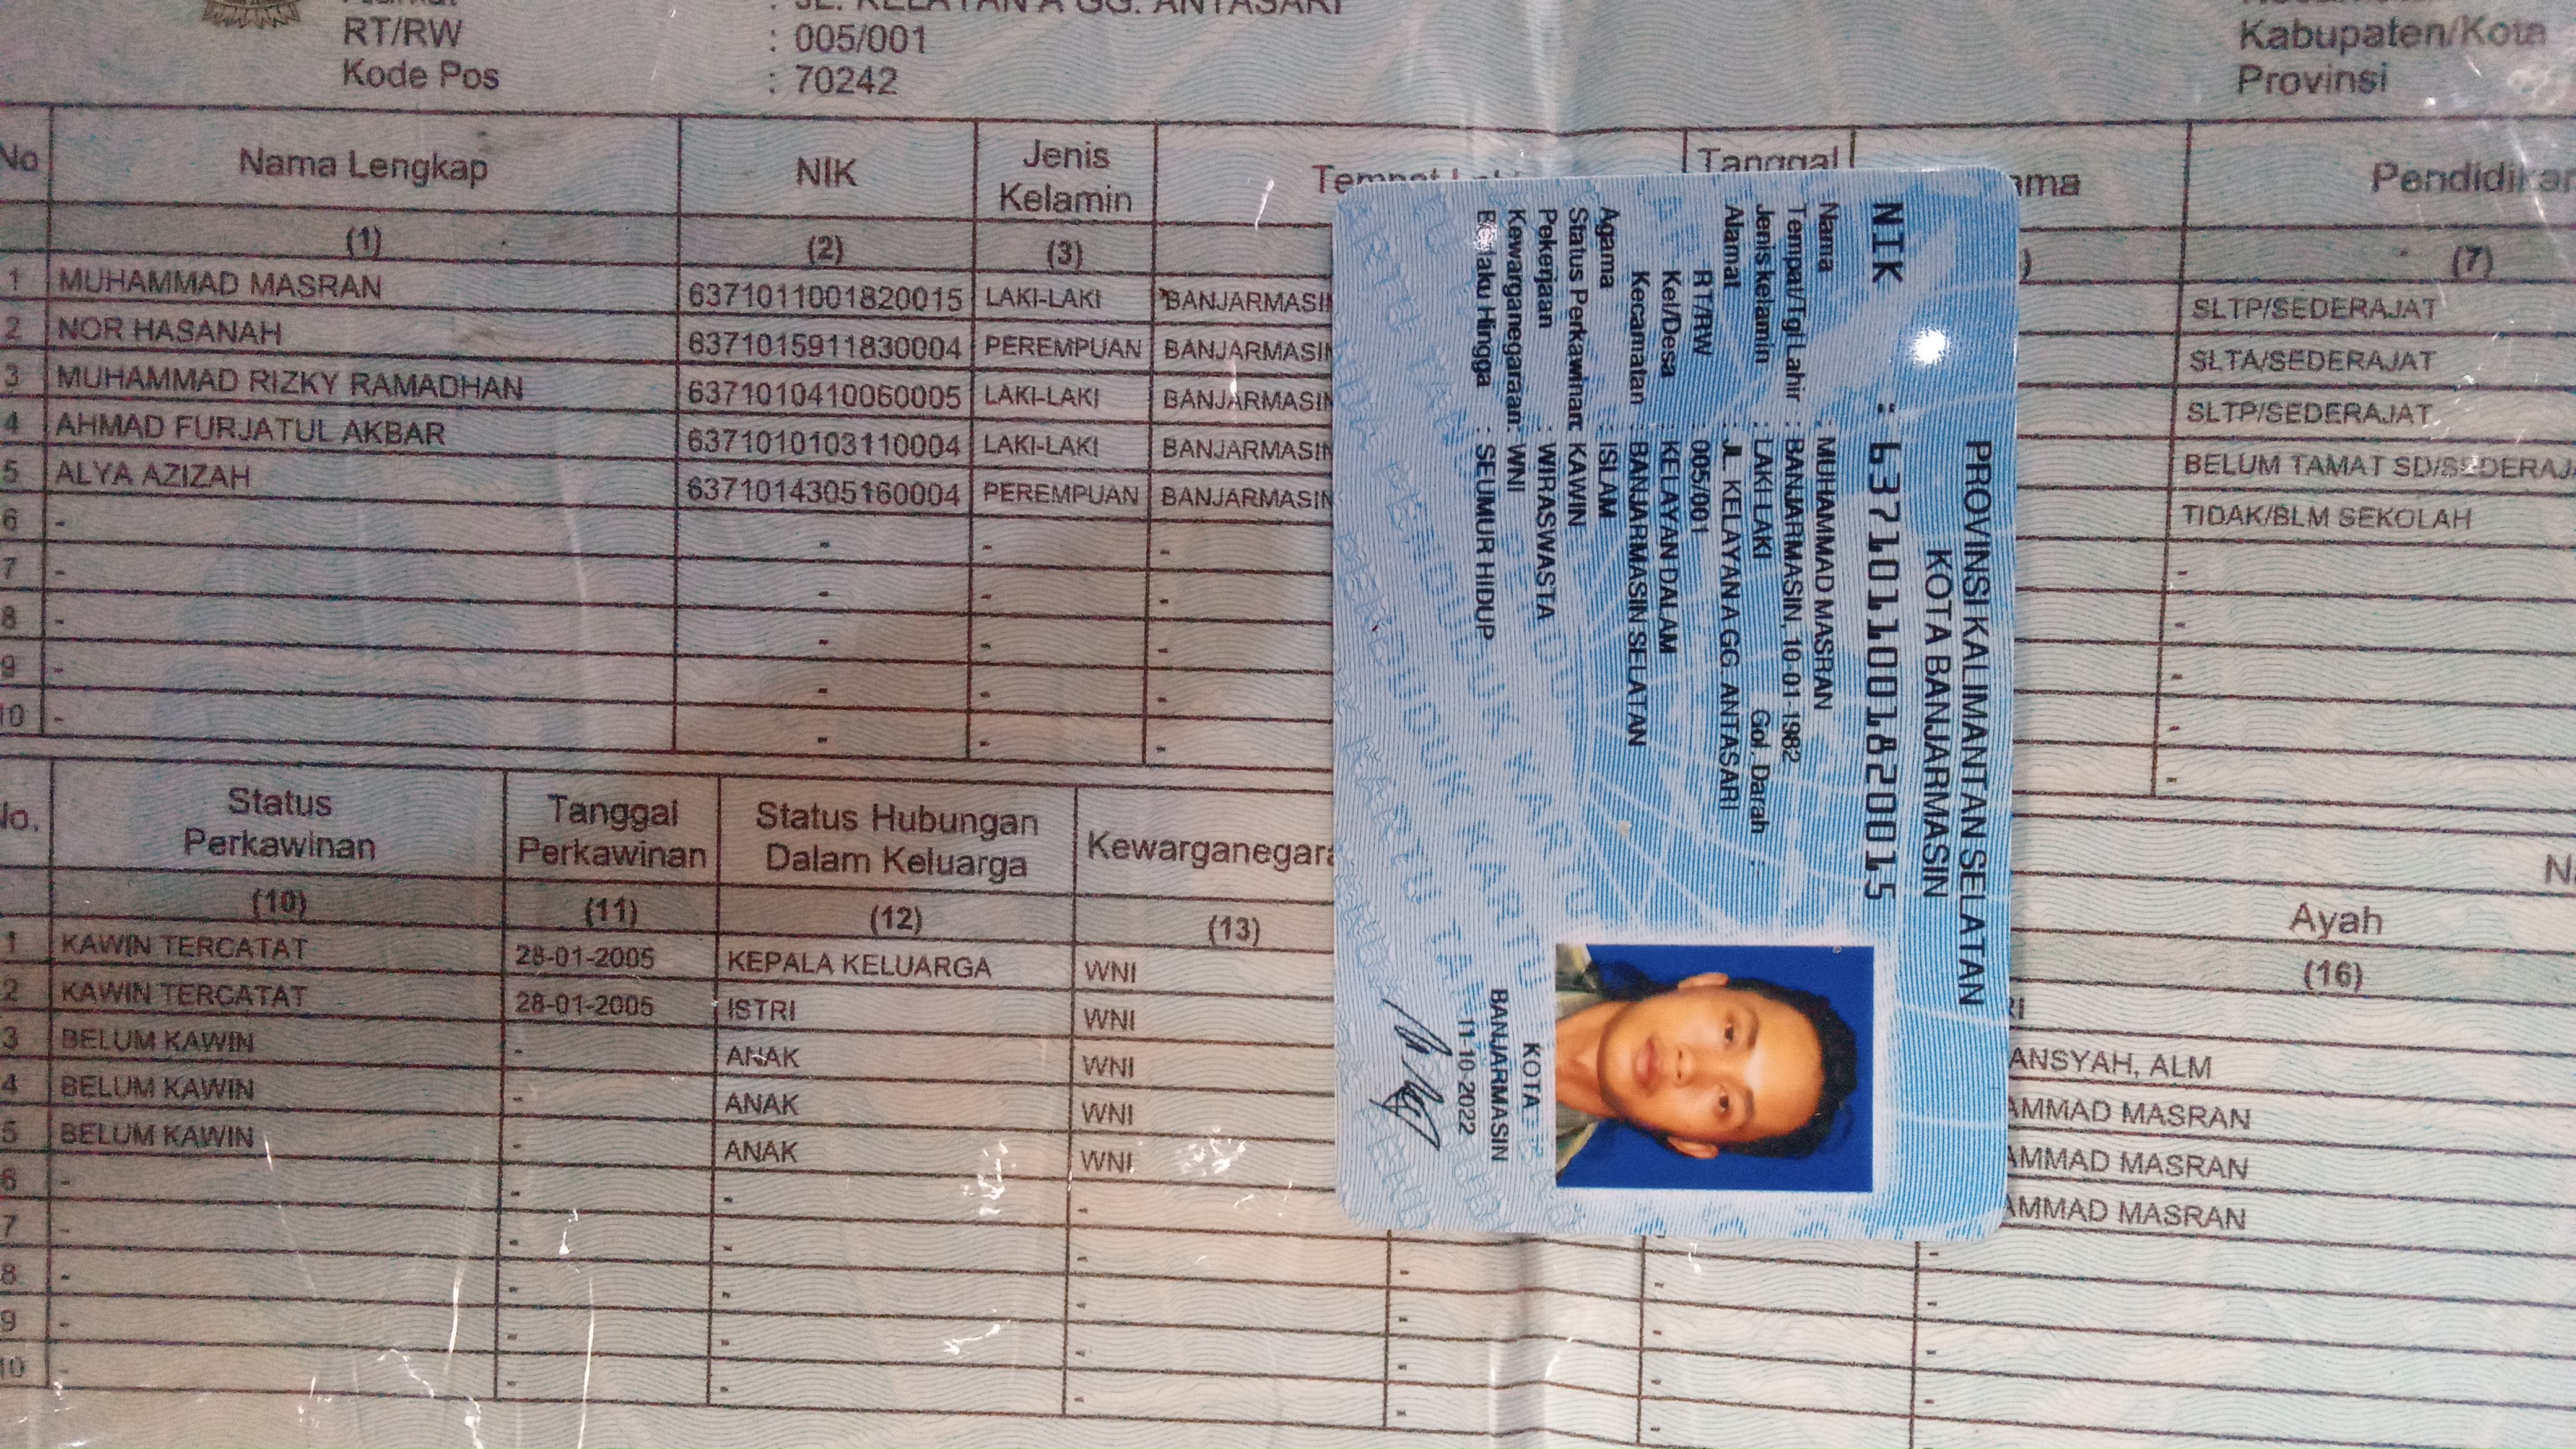 JL. KELAYAN A GG. ANTASARI
RT/RW : 005/001
Kode Pos : 70242
Kabupaten/Kota
Provinsi
No Nama Lengkap NIK Jenis Kelamin Tanggal Pendidikan
(1) (2) (3) (7)
1 MUHAMMAD MASRAN 6371011001820015 LAKI-LAKI BANJARMASIN SLTP/SEDERAJAT
2 NOR HASANAH 6371015911830004 PEREMPUAN BANJARMASIN SLTA/SEDERAJAT
3 MUHAMMAD RIZKY RAMADHAN 6371010410060005 LAKI-LAKI BANJARMASIN SLTP/SEDERAJAT
4 AHMAD FURJATUL AKBAR 6371010103110004 LAKI-LAKI BANJARMASIN BELUM TAMAT SD/SEDERAJ
5 ALYA AZIZAH 6371014305160004 PEREMPUAN BANJARMASIN TIDAK/BLM SEKOLAH
6 - - - - -
7 - - - - -
8 - - - - -
9 - - - - -
10 - - - - -
No. Status Perkawinan Tanggal Perkawinan Status Hubungan Dalam Keluarga Kewarganegara Ayah
(10) (11) (12) (13) (16)
1 KAWIN TERCATAT 28-01-2005 KEPALA KELUARGA WNI
2 KAWIN TERCATAT 28-01-2005 ISTRI WNI ANSYAH, ALM
3 BELUM KAWIN - ANAK WNI AMMAD MASRAN
4 BELUM KAWIN - ANAK WNI AMMAD MASRAN
5 BELUM KAWIN - ANAK WNI AMMAD MASRAN
6 - - - -
7 - - - -
8 - - - -
9 - - - -
10 - - - -
PROVINSI KALIMANTAN SELATAN
KOTA BANJARMASIN
NIK : 6371011001820015
Nama : MUHAMMAD MASRAN
Tempat/Tgl Lahir : BANJARMASIN, 10-01-1982
Jenis kelamin : LAKI-LAKI Gol. Darah :
Alamat : JL. KELAYAN A GG. ANTASARI
RT/RW : 005/001
Kel/Desa : KELAYAN DALAM
Kecamatan : BANJARMASIN SELATAN
Agama : ISLAM
Status Perkawinan: KAWIN
Pekerjaan : WIRASWASTA
Kewarganegaraan: WNI
Berlaku Hingga : SEUMUR HIDUP
KOTA
BANJARMASIN
11-10-2022